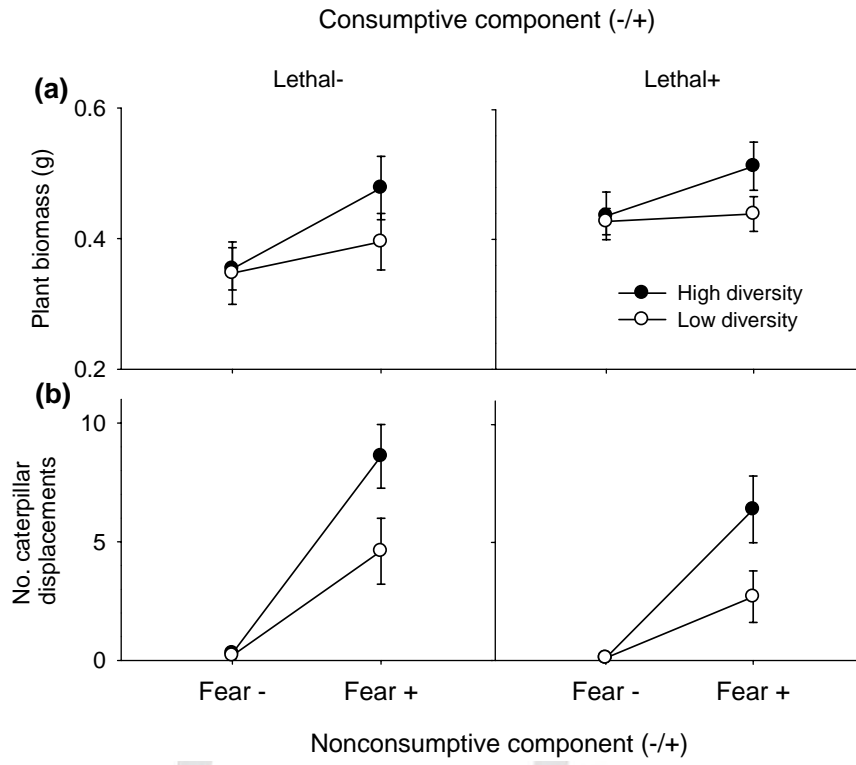 Consumptive component (-/+)
Lethal-
Lethal+
(a)
0.6
0.4
0.2
Plant biomass (g)
High diversity
Low diversity
(b)
10
5
0
No. caterpillar
displacements
Fear -
Fear +
Fear -
Fear +
Nonconsumptive component (-/+)